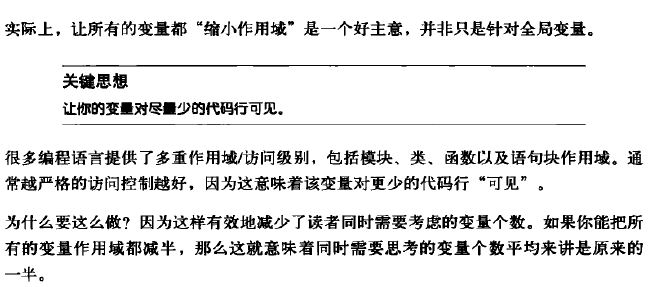 实际上，让所有的变量都“缩小作用域”是一个好主意，并非只是针对全局变量。
关键思想
让你的变量对尽量少的代码行可见。
很多编程语言提供了多重作用域/访问级别，包括模块、类、函数以及语句块作用域。通
常越严格的访问控制越好，因为这意味着该变量对更少的代码行“可见”。
为什么要这么做？因为这样有效地减少了读者同时需要考虑的变量个数。如果你能把所
有的变量作用域都减半，那么这就意味着同时需要思考的变量个数平均来讲是原来的
一半。